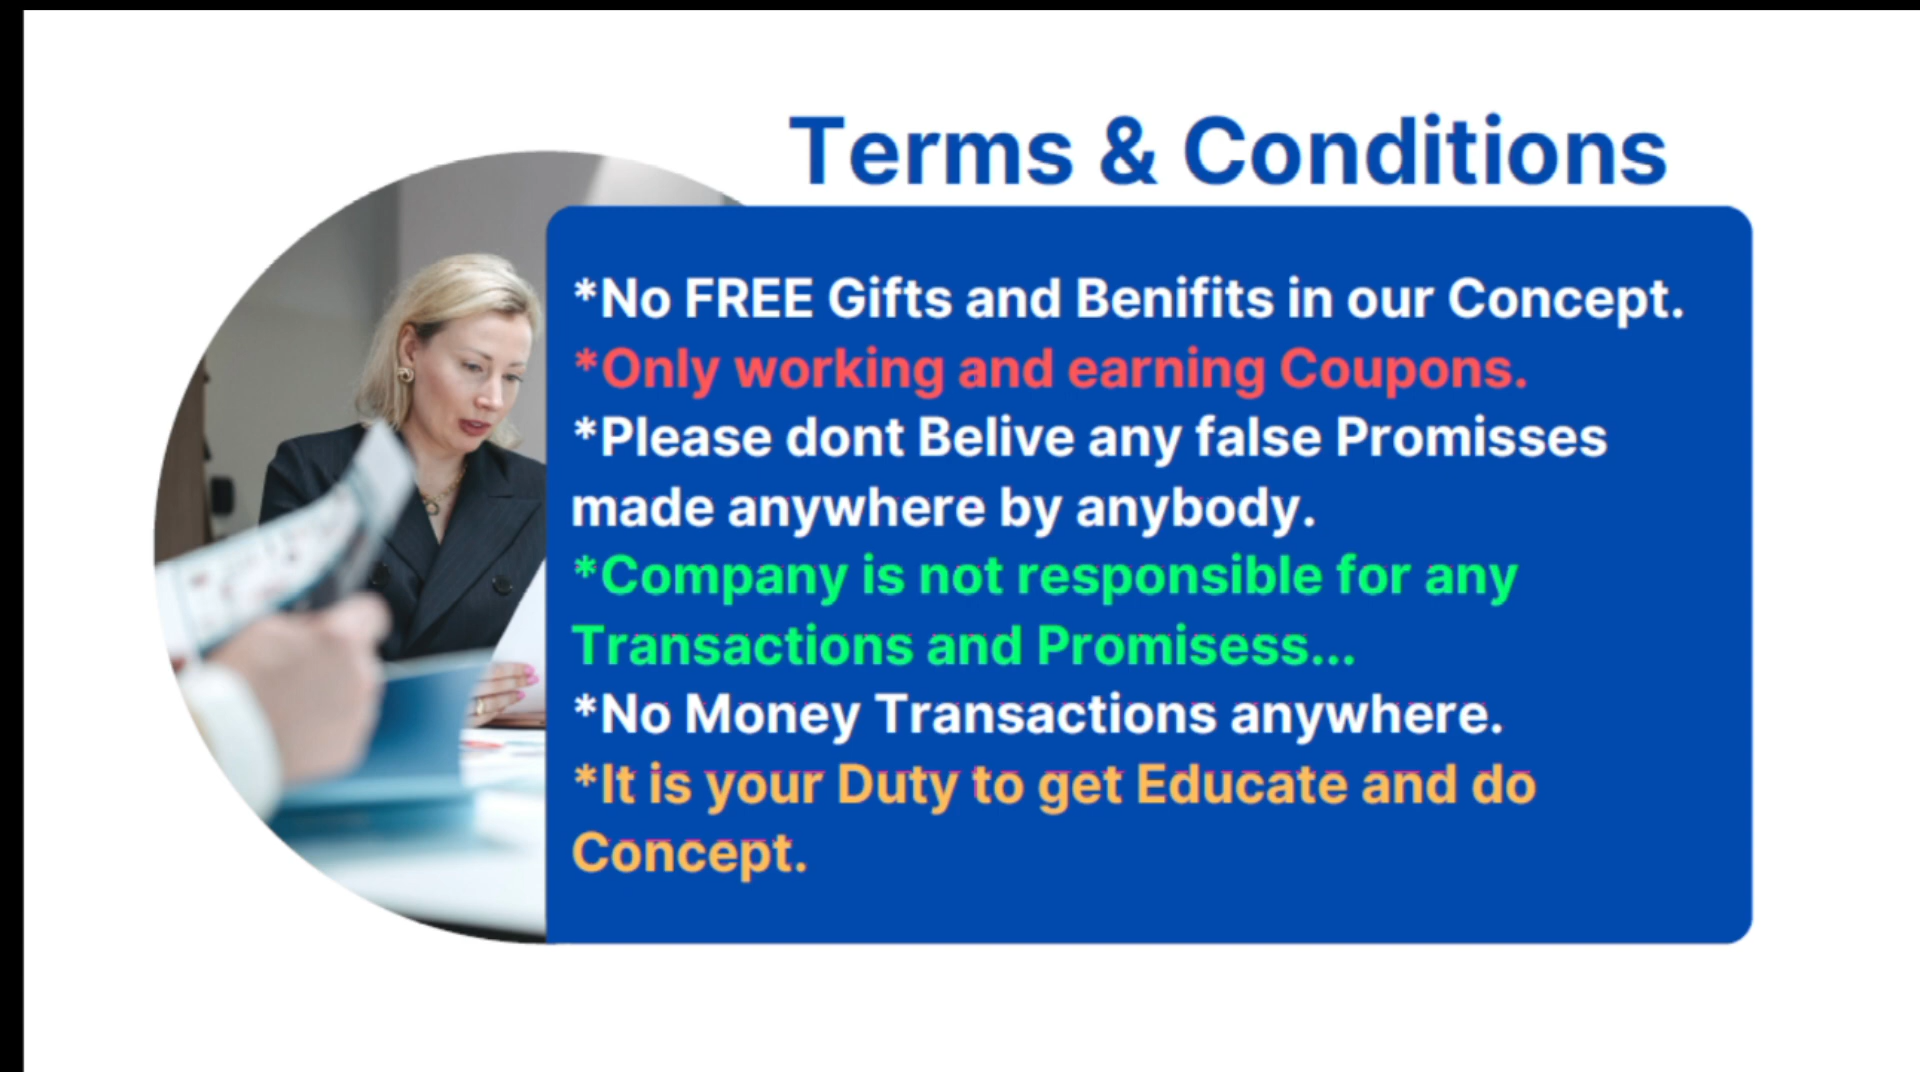 Terms & Conditions
*No FREE Gifts and Benifits in our Concept.
*Only working and earning Coupons.
*Please dont Belive any false Promisses
made anywhere by anybody.
*Company is not responsible for any
Transactions and Promisess...
*No Money Transactions anywhere.
*It is your Duty to get Educate and do
Concept.